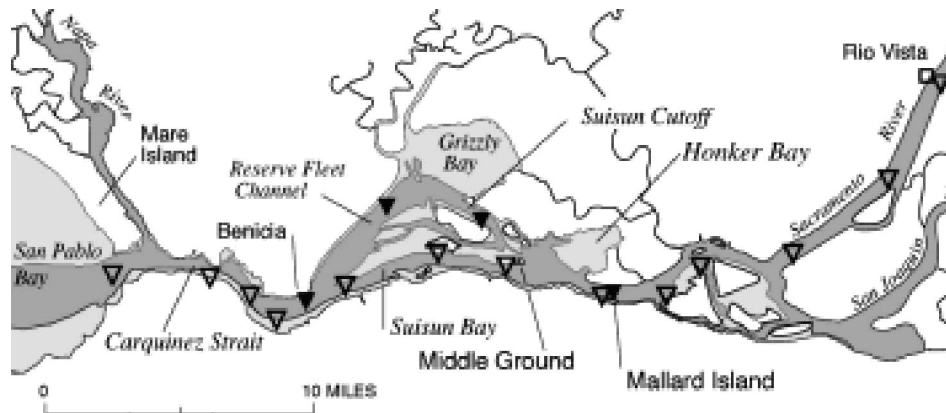 Napa
River
Rio Vista
Mare
Island
Suisun Cutoff
Grizzly
Bay
River
Honker Bay
Reserve Fleet
Channel
Sacramento
Benicia
San Pablo
Bay
San Joaquin
Carquinez Strait
Suisun Bay
Middle Ground
Mallard Island
0
10 MILES